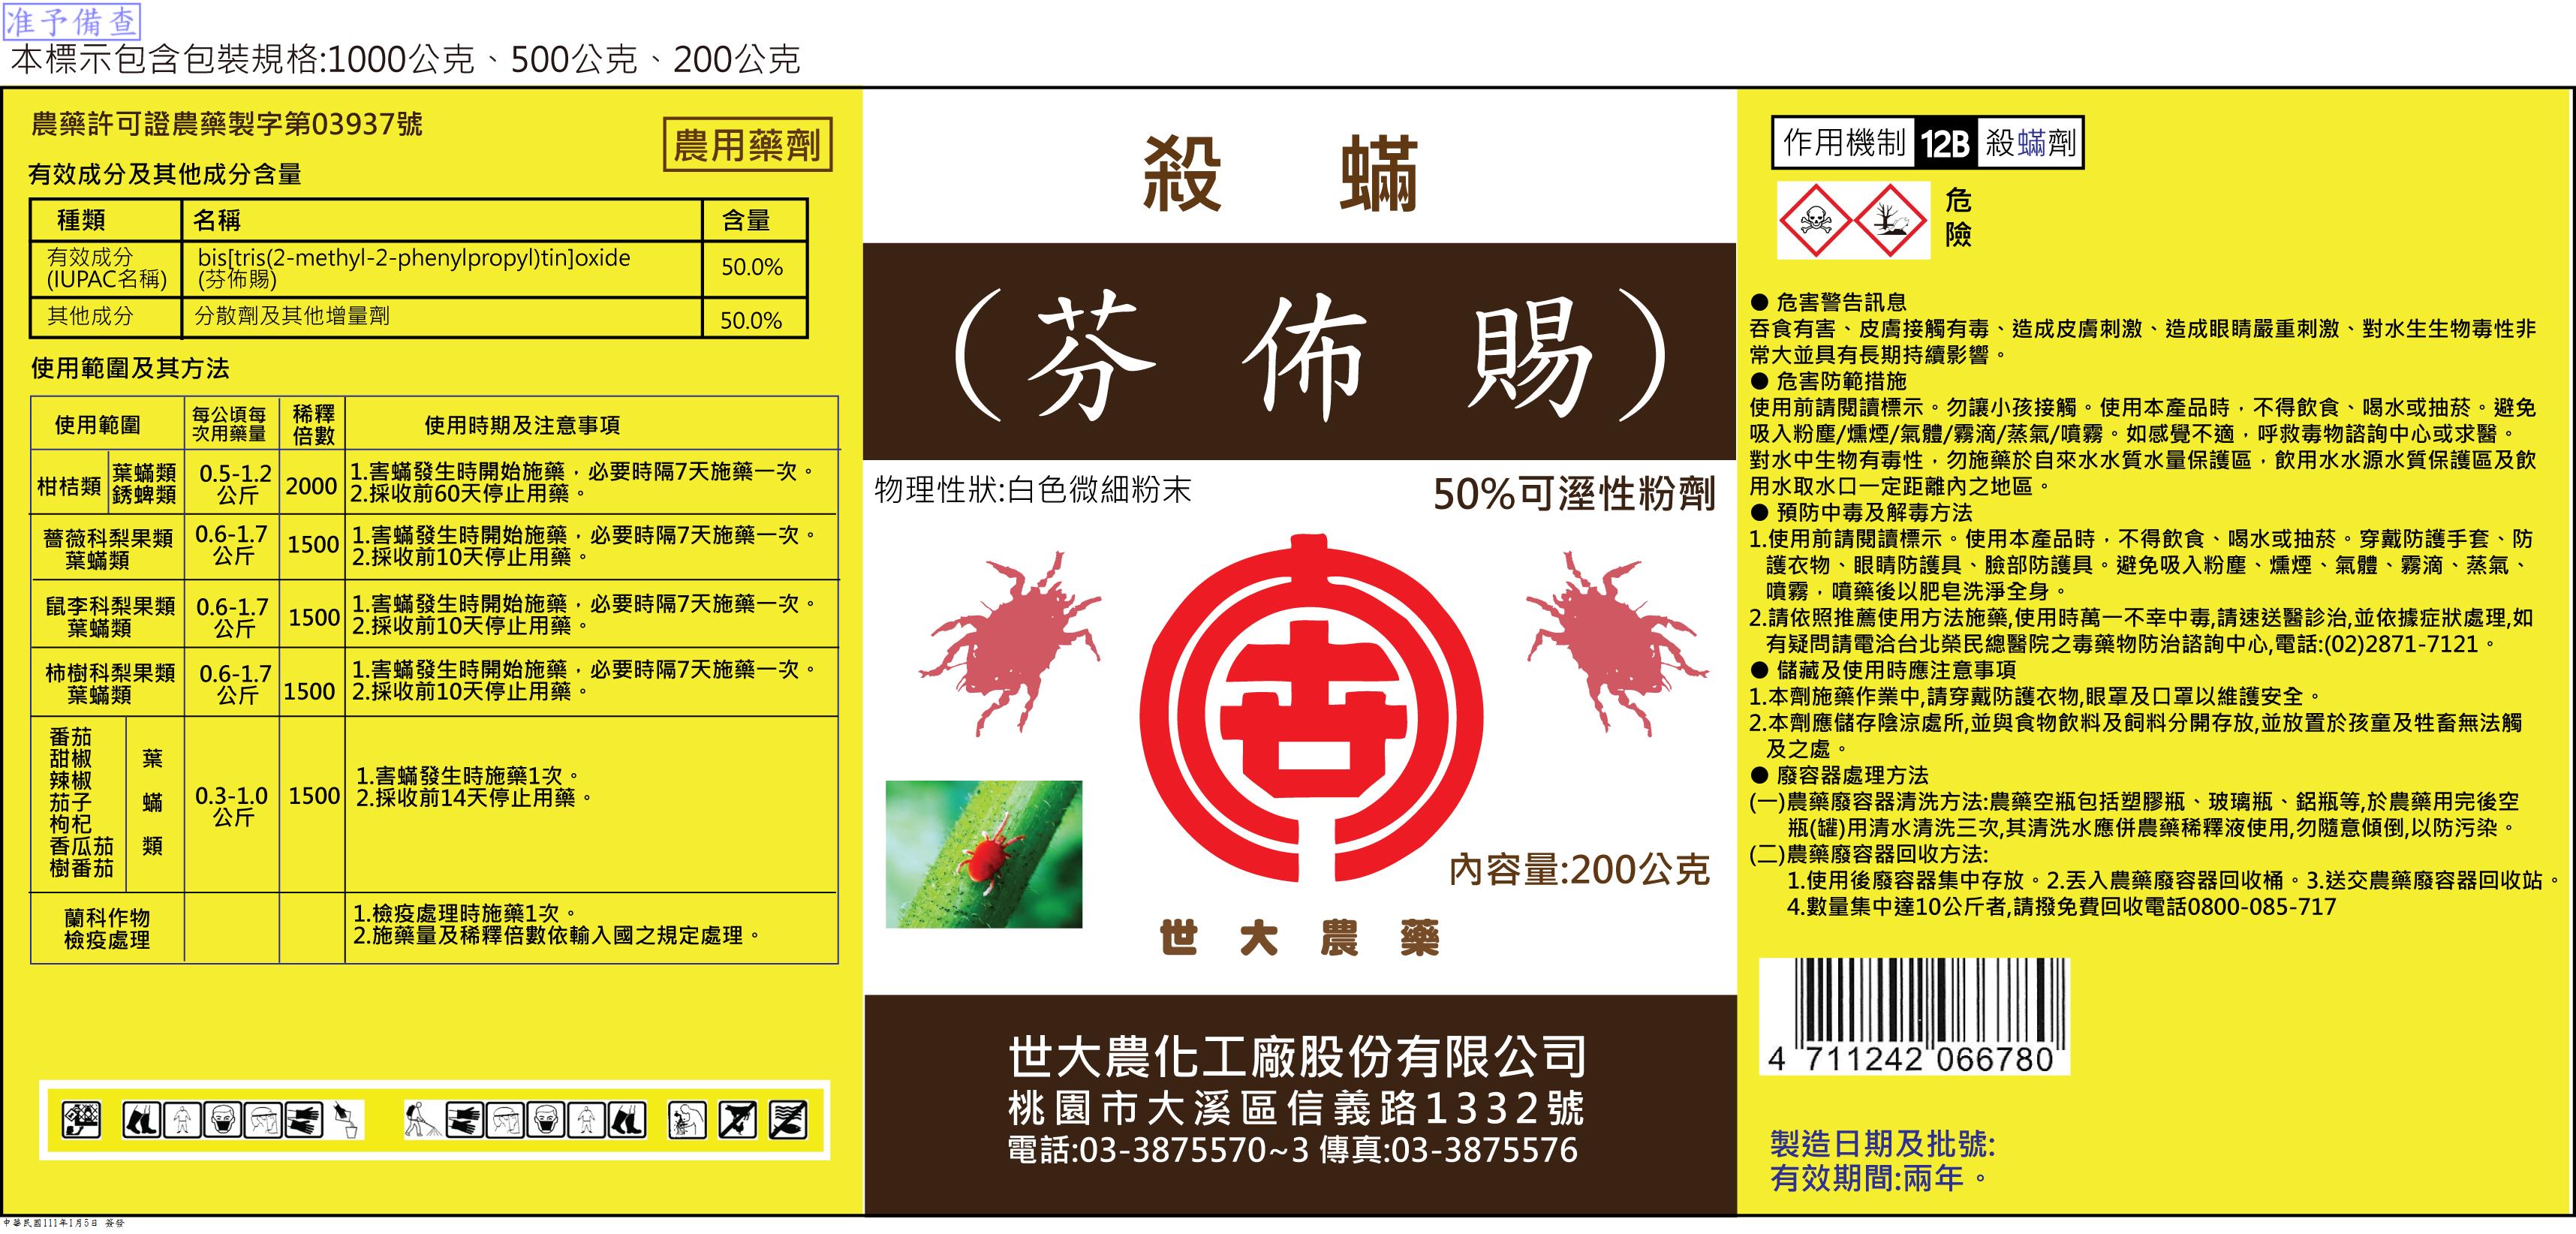 准予備查
本標示包含包裝規格:1000公克、500公克、200公克
農藥許可證農藥製字第03937號
農用藥劑
有效成分及其他成分含量
種類 名稱 含量
有效成分
(IUPAC名稱)
bis[tris(2-methyl-2-phenylpropyl)tin]oxide
(芬佈賜)
50.0%
其他成分 分散劑及其他增量劑 50.0%
使用範圍及其方法
使用範圍
每公頃每
次用藥量
稀釋
倍數
使用時期及注意事項
柑桔類
葉蟎類
銹蜱類
0.5-1.2
公斤
2000
1.害蟎發生時開始施藥，必要時隔7天施藥一次。
2.採收前60天停止用藥。
薔薇科梨果類
葉蟎類
0.6-1.7
公斤
1500
1.害蟎發生時開始施藥，必要時隔7天施藥一次。
2.採收前10天停止用藥。
鼠李科梨果類
葉蟎類
0.6-1.7
公斤
1500
1.害蟎發生時開始施藥，必要時隔7天施藥一次。
2.採收前10天停止用藥。
柿樹科梨果類
葉蟎類
0.6-1.7
公斤
1500
1.害蟎發生時開始施藥，必要時隔7天施藥一次。
2.採收前10天停止用藥。
番茄
甜椒
辣椒
茄子
枸杞
香瓜茄
樹番茄
葉
蟎
類
0.3-1.0
公斤
1500
1.害蟎發生時施藥1次。
2.採收前14天停止用藥。
蘭科作物
檢疫處理
1.檢疫處理時施藥1次。
2.施藥量及稀釋倍數依輸入國之規定處理。
殺 蟎
(芬 佈 賜)
物理性狀:白色微細粉末
50%可溼性粉劑
內容量:200公克
世 大 農 藥
世大農化工廠股份有限公司
桃園市大溪區信義路1332號
電話:03-3875570~3 傳真:03-3875576
作用機制 12B 殺蟎劑
危
險
● 危害警告訊息
吞食有害、皮膚接觸有毒、造成皮膚刺激、造成眼睛嚴重刺激、對水生生物毒性非
常大並具有長期持續影響。
● 危害防範措施
使用前請閱讀標示。勿讓小孩接觸。使用本產品時，不得飲食、喝水或抽菸。避免
吸入粉塵/燻煙/氣體/霧滴/蒸氣/噴霧。如感覺不適，呼救毒物諮詢中心或求醫。
對水中生物有毒性，勿施藥於自來水水質水量保護區，飲用水水源水質保護區及飲
用水取水口一定距離內之地區。
● 預防中毒及解毒方法
1.使用前請閱讀標示。使用本產品時，不得飲食、喝水或抽菸。穿戴防護手套、防
護衣物、眼睛防護具、臉部防護具。避免吸入粉塵、燻煙、氣體、霧滴、蒸氣、
噴霧，噴藥後以肥皂洗淨全身。
2.請依照推薦使用方法施藥,使用時萬一不幸中毒,請速送醫診治,並依據症狀處理,如
有疑問請電洽台北榮民總醫院之毒藥物防治諮詢中心,電話:(02)2871-7121。
● 儲藏及使用時應注意事項
1.本劑施藥作業中,請穿戴防護衣物,眼罩及口罩以維護安全。
2.本劑應儲存陰涼處所,並與食物飲料及飼料分開存放,並放置於孩童及牲畜無法觸
及之處。
● 廢容器處理方法
(一)農藥廢容器清洗方法:農藥空瓶包括塑膠瓶、玻璃瓶、鋁瓶等,於農藥用完後空
瓶(罐)用清水清洗三次,其清洗水應併農藥稀釋液使用,勿隨意傾倒,以防污染。
(二)農藥廢容器回收方法:
1.使用後廢容器集中存放。2.丟入農藥廢容器回收桶。3.送交農藥廢容器回收站。
4.數量集中達10公斤者,請撥免費回收電話0800-085-717
4 711242 066780
製造日期及批號:
有效期間:兩年。
中華民國111年1月5日 簽發